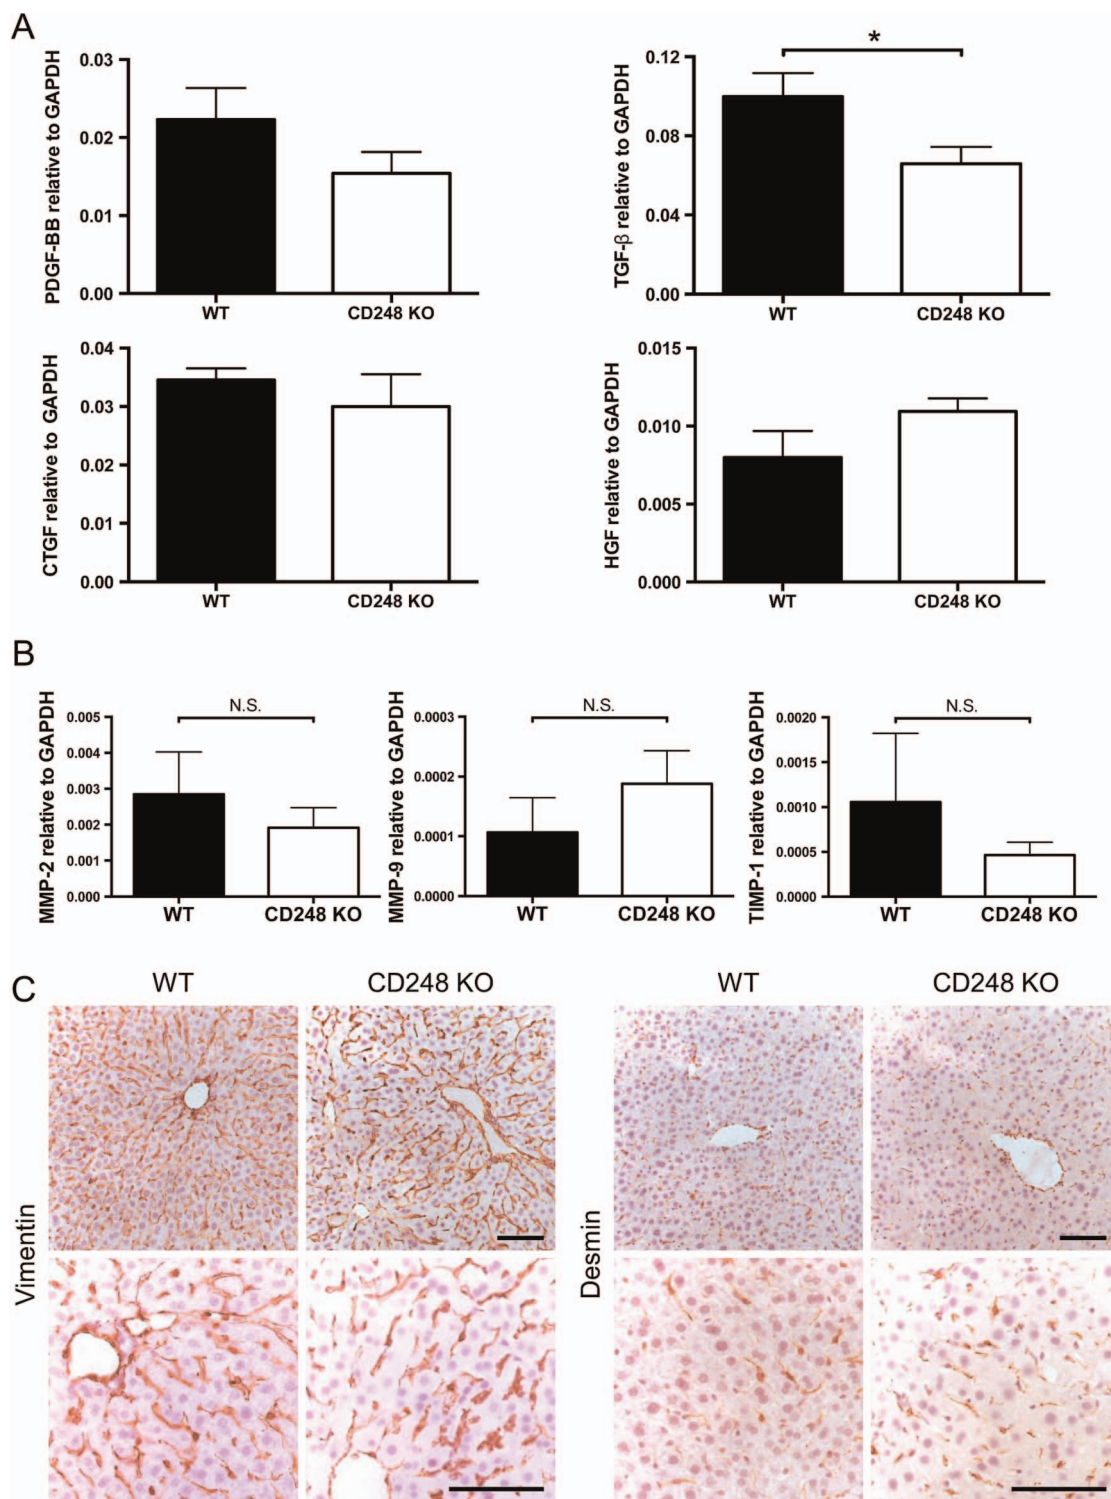 A
PDGF-BB relative to GAPDH
0.03
0.02
0.01
0.00
WT
CD248 KO
TGF-β relative to GAPDH
0.12
0.08
0.04
0.00
*
WT
CD248 KO
CTGF relative to GAPDH
0.04
0.03
0.02
0.01
0.00
WT
CD248 KO
HGF relative to GAPDH
0.015
0.010
0.005
0.000
WT
CD248 KO
B
MMP-2 relative to GAPDH
0.005
0.004
0.003
0.002
0.001
0.000
N.S.
WT
CD248 KO
MMP-9 relative to GAPDH
0.0003
0.0002
0.0001
0.0000
N.S.
WT
CD248 KO
TIMP-1 relative to GAPDH
0.0020
0.0015
0.0010
0.0005
0.0000
N.S.
WT
CD248 KO
C
WT
CD248 KO
WT
CD248 KO
Vimentin
Desmin